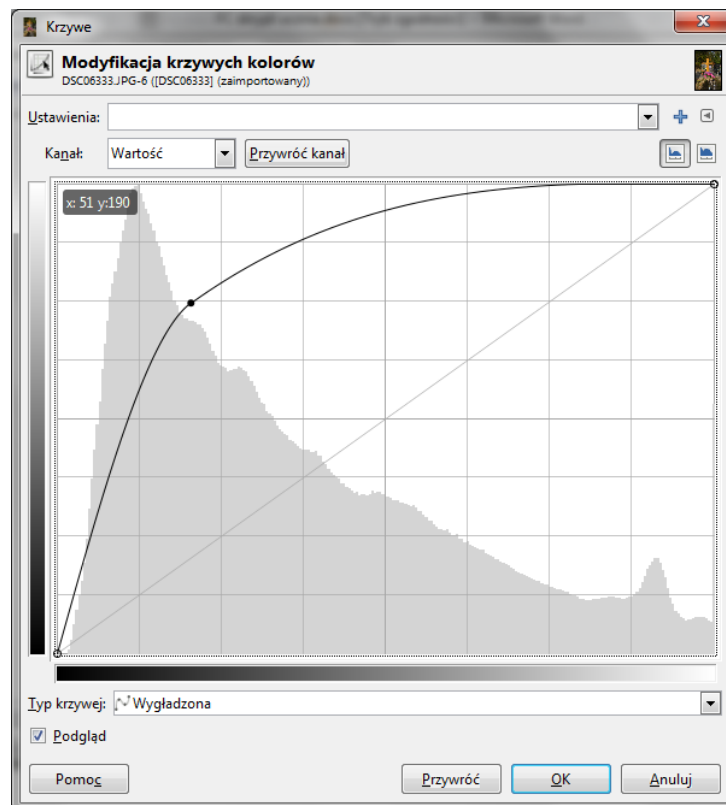 Krzywe
Modyfikacja krzywych kolorów
DSC06333.JPG-6 ([DSC06333] (zaimportowany))
Ustawienia:
Kanał: Wartość Przywróć kanał
x: 51 y:190
Typ krzywej: Wygładzona
Podgląd
Pomoc Przywróć OK Anuluj